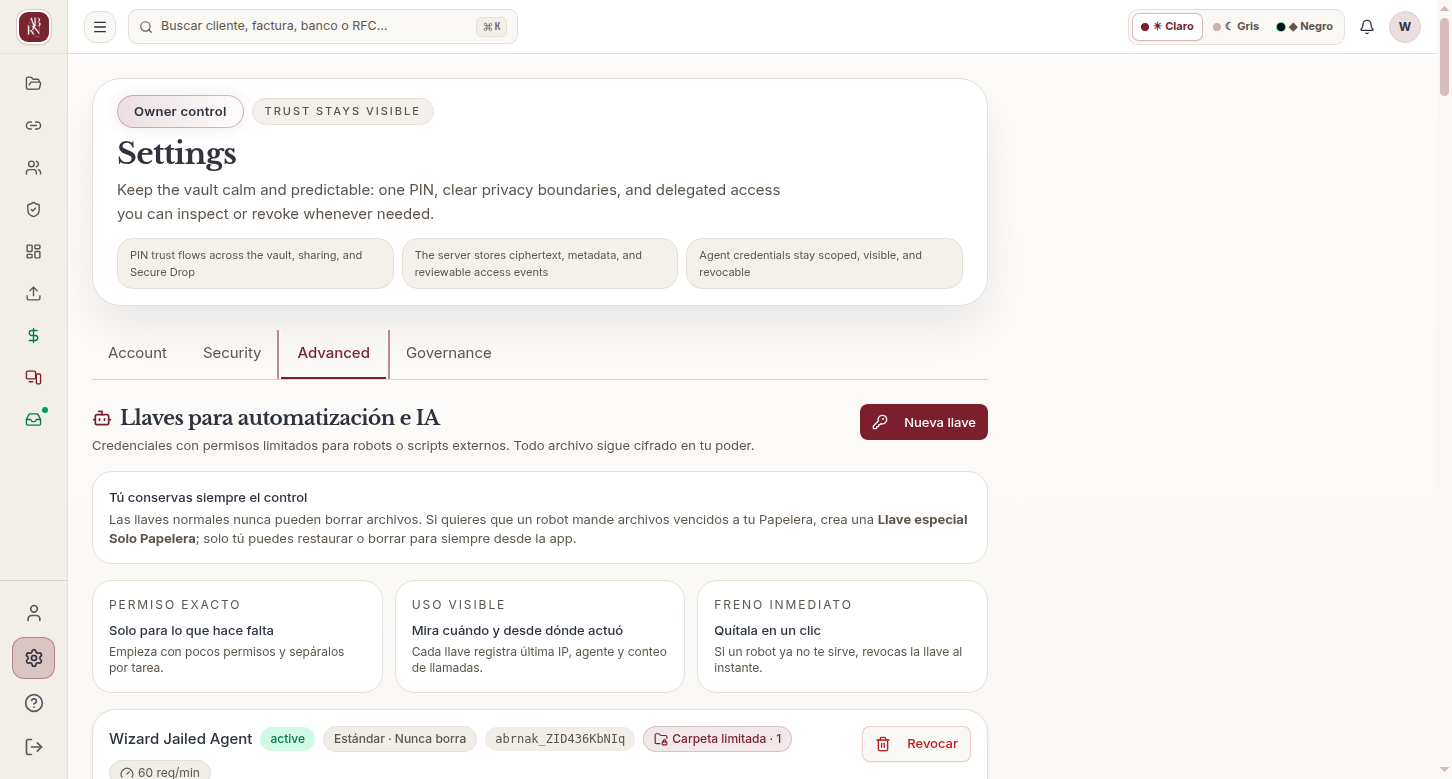 ABRN
Buscar cliente, factura, banco o RFC...
⌘K
☀ Claro
☾ Gris
◆ Negro
W
Owner control
TRUST STAYS VISIBLE
Settings
Keep the vault calm and predictable: one PIN, clear privacy boundaries, and delegated access
you can inspect or revoke whenever needed.
PIN trust flows across the vault, sharing, and
Secure Drop
The server stores ciphertext, metadata, and
reviewable access events
Agent credentials stay scoped, visible, and
revocable
Account
Security
Advanced
Governance
Llaves para automatización e IA
Nueva llave
Credenciales con permisos limitados para robots o scripts externos. Todo archivo sigue cifrado en tu poder.
Tú conservas siempre el control
Las llaves normales nunca pueden borrar archivos. Si quieres que un robot mande archivos vencidos a tu Papelera, crea una Llave especial
Solo Papelera; solo tú puedes restaurar o borrar para siempre desde la app.
PERMISO EXACTO
Solo para lo que hace falta
Empieza con pocos permisos y sepáralos
por tarea.
USO VISIBLE
Mira cuándo y desde dónde actuó
Cada llave registra última IP, agente y conteo
de llamadas.
FRENO INMEDIATO
Quítala en un clic
Si un robot ya no te sirve, revocas la llave al
instante.
Wizard Jailed Agent
active
Estándar · Nunca borra
abrnak_ZID436KbNIq
Carpeta limitada · 1
Revocar
60 req/min